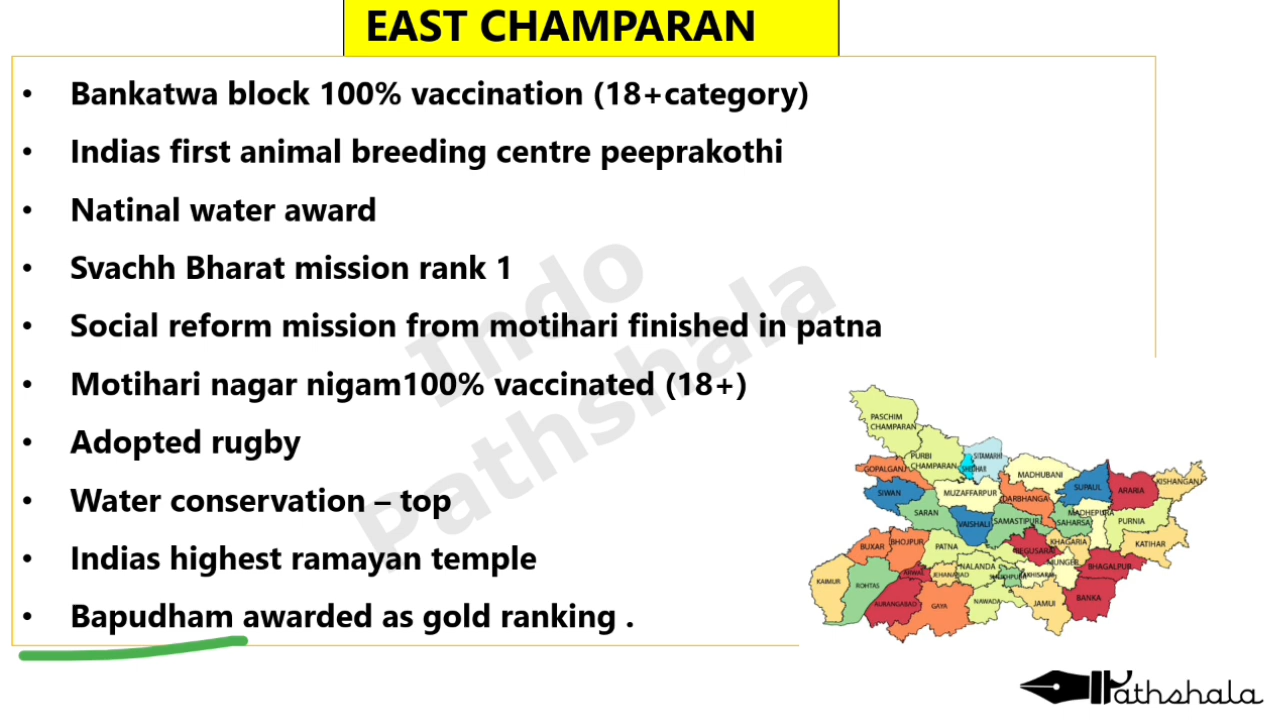 EAST CHAMPARAN
• Bankatwa block 100% vaccination (18+category)
• Indias first animal breeding centre peeprakothi
• Natinal water award
• Svachh Bharat mission rank 1
• Social reform mission from motihari finished in patna
• Motihari nagar nigam100% vaccinated (18+)
• Adopted rugby
• Water conservation – top
• Indias highest ramayan temple
• Bapudham awarded as gold ranking .
Indo
Pathshala
PASCHIM
CHAMPARAN
PURBI
CHAMPARAN
SITAMARHI
GOPALGANJ
MADHUBANI
SIWAN
MUZAFFARPUR
DARBHANGA
SUPAUL
ARARIA
KISHANGANJ
SARAN
VAISHALI
SAMASTIPUR
SAHARSA
MADHEPURA
PURNIA
BUXAR
BHOJPUR
PATNA
BEGUSARAI
KHAGARIA
KATIHAR
KAIMUR
ROHTAS
ARWAL
JEHANABAD
NALANDA
MUNGER
BHAGALPUR
AURANGABAD
GAYA
NAWADA
JAMUI
BANKA
Pathshala